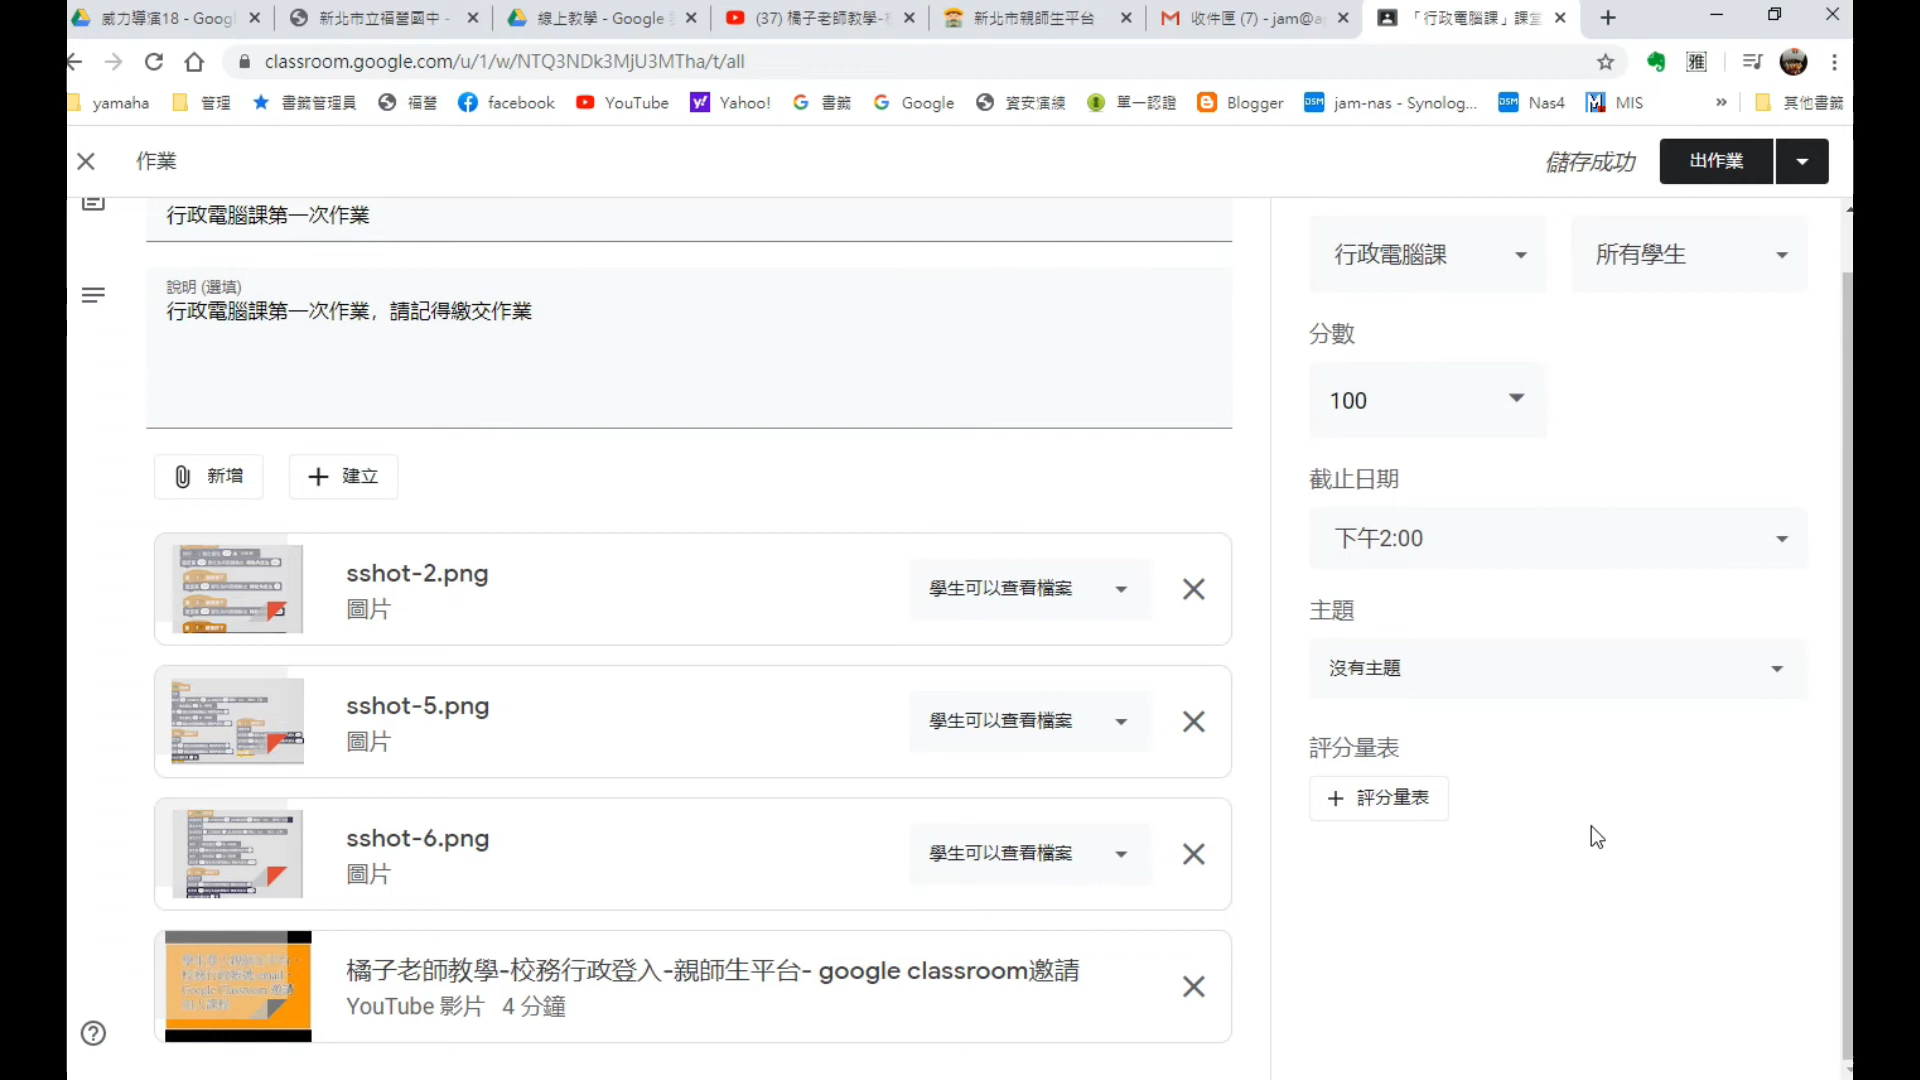 威力導演18 - Googl
新北市立福營國中 -
線上教學 - Google
(37) 橘子老師教學-
新北市親師生平台
收件匣 (7) - jam@a
「行政電腦課」課堂
classroom.google.com/u/1/w/NTQ3NDk3MjU3MTha/t/all
雅
yamaha
管理
書籤管理員
福營
facebook
YouTube
Yahoo!
書籤
Google
資安演練
單一認證
Blogger
DSM
jam-nas - Synolog...
DSM
Nas4
MIS
»
其他書籤
作業
儲存成功
出作業
行政電腦課第一次作業
說明 (選填)
行政電腦課第一次作業，請記得繳交作業
新增
建立
sshot-2.png
圖片
學生可以查看檔案
sshot-5.png
圖片
學生可以查看檔案
sshot-6.png
圖片
學生可以查看檔案
橘子老師教學-校務行政登入-親師生平台- google classroom邀請
YouTube 影片 4 分鐘
行政電腦課
所有學生
分數
100
截止日期
下午2:00
主題
沒有主題
評分量表
評分量表